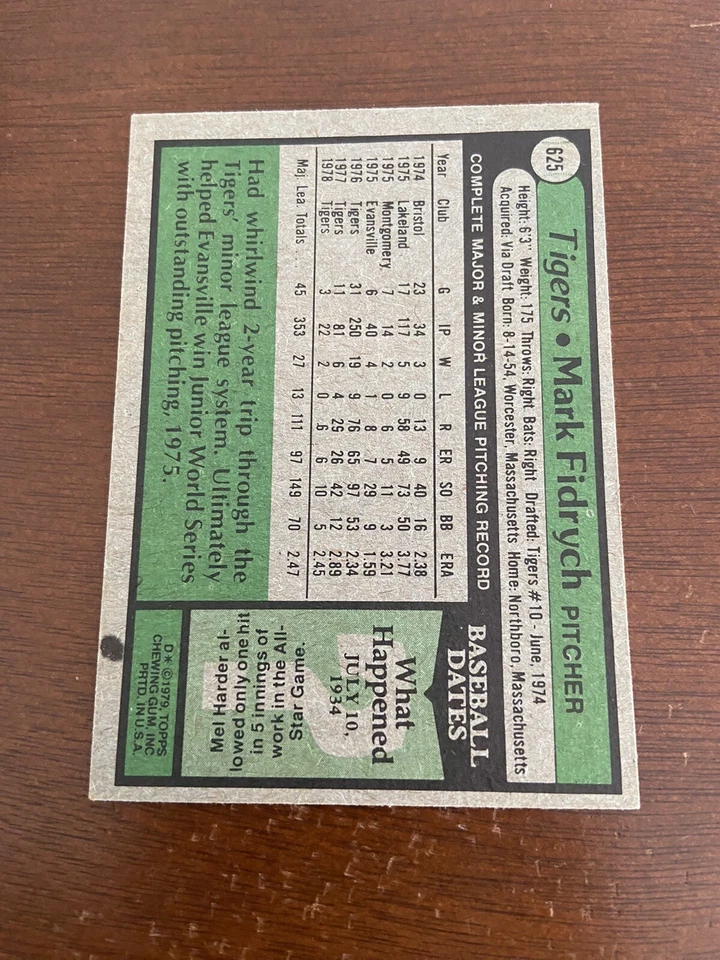 625
Tigers • Mark Fidrych PITCHER
Height: 6'3" Weight: 175 Throws: Right Bats: Right Drafted: Tigers #10 - June, 1974
Acquired: Via Draft Born: 8-14-54, Worcester, Massachusetts Home: Northboro, Massachusetts
COMPLETE MAJOR & MINOR LEAGUE PITCHING RECORD
Year Club G IP W L R ER SO BB ERA
1974 Bristol 23 34 3 0 13 9 40 16 2.38
1975 Lakeland 17 117 5 9 58 49 73 50 3.77
1975 Montgomery 7 14 2 0 6 5 11 3 3.21
1975 Evansville 6 40 4 1 8 7 29 9 1.59
1976 Tigers 31 250 19 9 76 65 97 53 2.34
1977 Tigers 11 81 6 4 29 26 42 12 2.89
1978 Tigers 3 22 2 0 6 6 10 5 2.45
Maj. Lea. Totals ... 45 353 27 13 111 97 149 70 2.47
Had whirlwind 2-year trip through the
Tigers' minor league system. Ultimately
helped Evansville win Junior World Series
with outstanding pitching, 1975.
BASEBALL
DATES
What
Happened
JULY 10,
1934
Mel Harder al-
lowed only one hit
in 5 innings of
work in the All-
Star Game.
D* ©1979, TOPPS
CHEWING GUM, INC
PRTD. IN U.S.A.